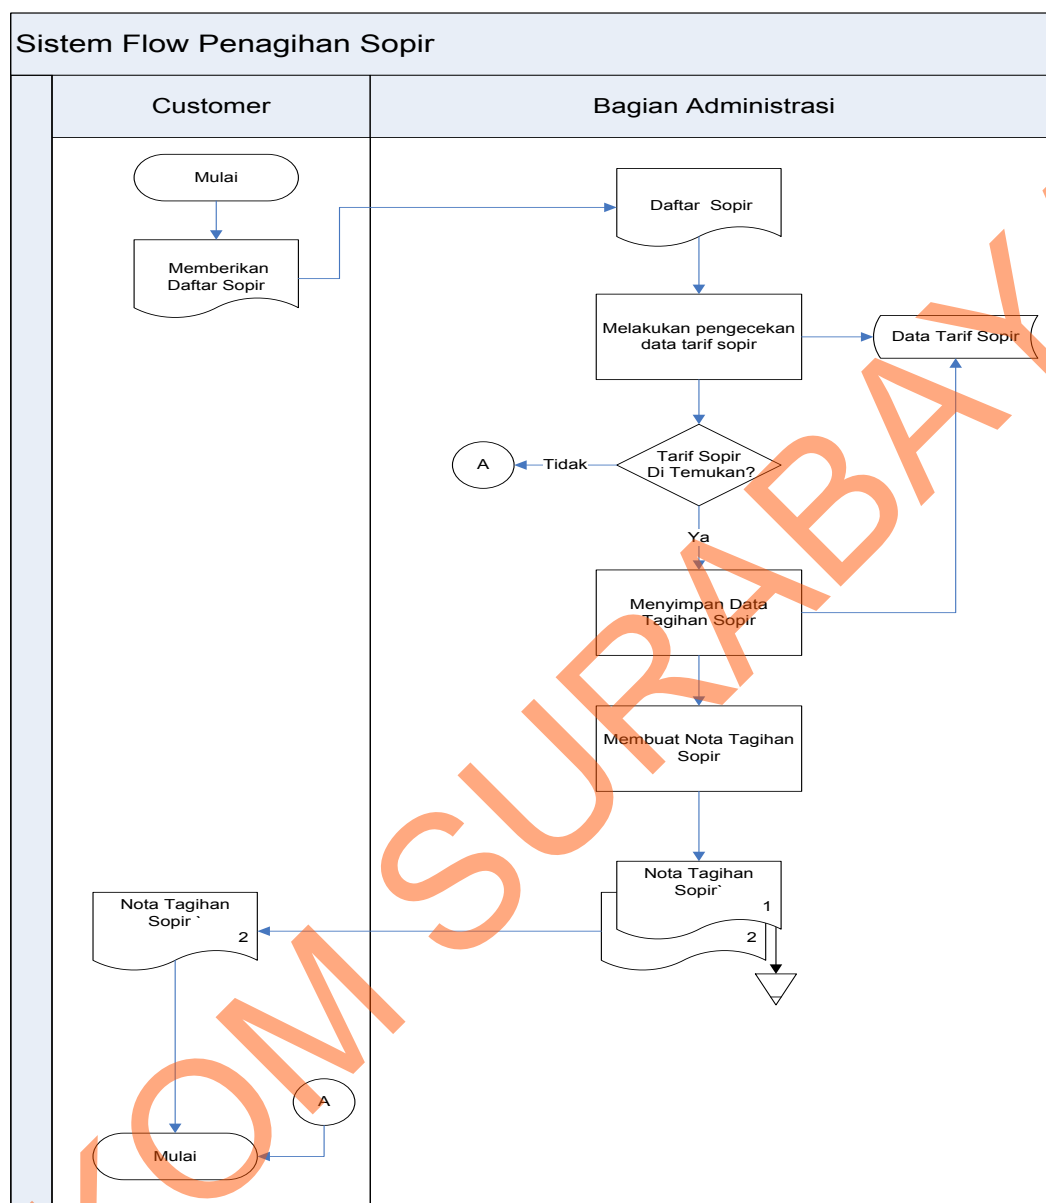 Sistem Flow Penagihan Sopir
Customer
Bagian Administrasi
Mulai
Memberikan
Daftar Sopir
Daftar Sopir
Melakukan pengecekan
data tarif sopir
Data Tarif Sopir
Tarif Sopir
Di Temukan?
Tidak
A
Ya
Menyimpan Data
Tagihan Sopir
Membuat Nota Tagihan
Sopir
Nota Tagihan
Sopir`
1
2
Nota Tagihan
Sopir `
2
A
Mulai
OM SURABAY